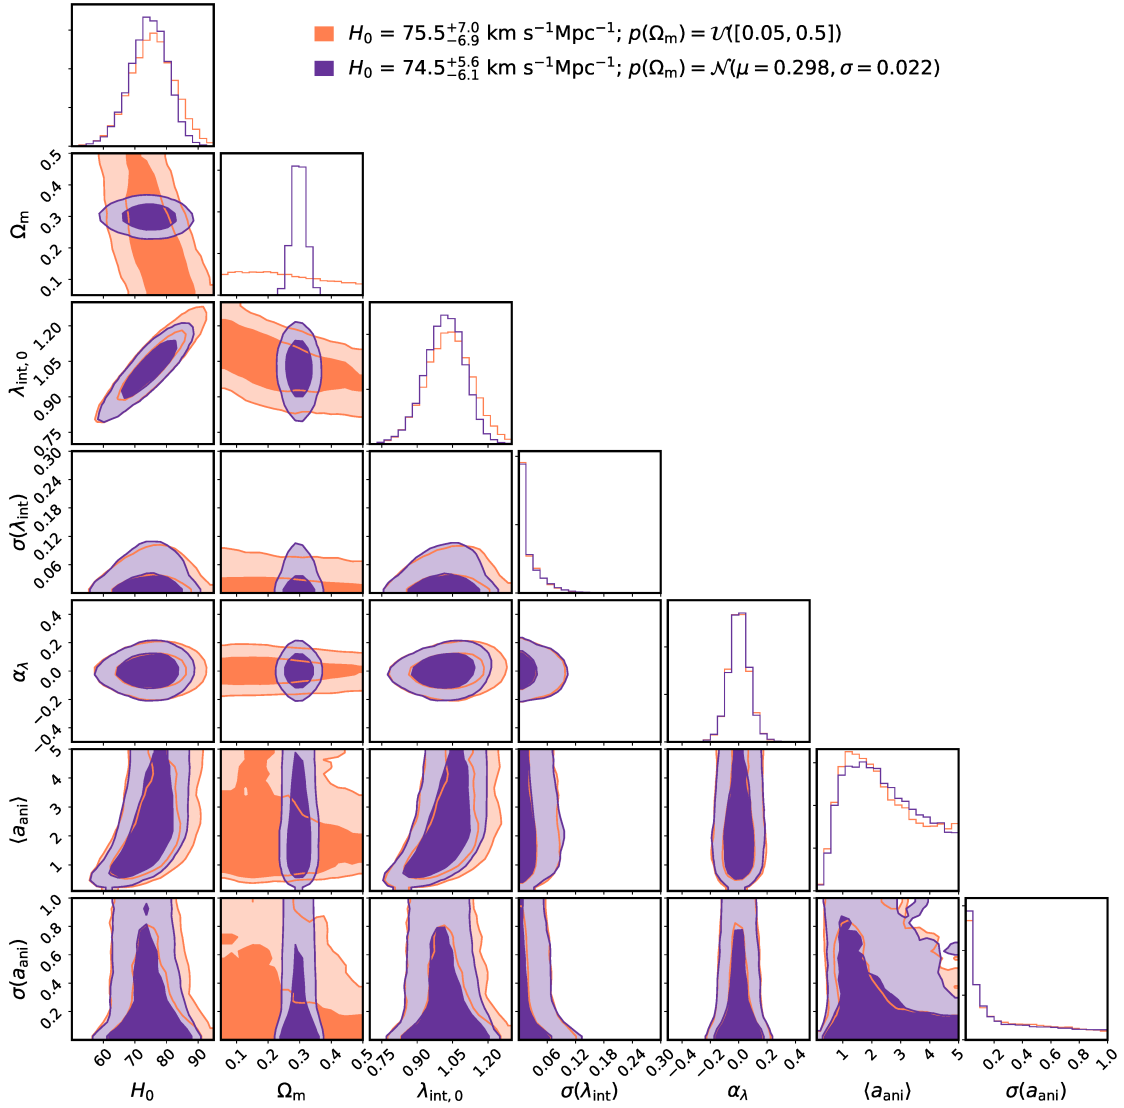 H₀ = 75.5⁺⁷·⁰₋₆.₉ km s⁻¹Mpc⁻¹; p(Ωₘ) = 𝒰([0.05, 0.5])
H₀ = 74.5⁺⁵·⁶₋₆.₁ km s⁻¹Mpc⁻¹; p(Ωₘ) = 𝒩(μ = 0.298, σ = 0.022)
0.5
0.4
0.3
0.2
0.1
Ωₘ
1.20
1.05
0.90
0.75
λint, 0
0.30
0.24
0.18
0.12
0.06
σ(λint)
0.4
0.2
0.0
−0.2
−0.4
αλ
5
4
3
2
1
⟨aani⟩
1.0
0.8
0.6
0.4
0.2
σ(aani)
60 70 80 90
0.1 0.2 0.3 0.4 0.5
0.75 0.90 1.05 1.20
0.06 0.12 0.18 0.24 0.30
−0.4 −0.2 0.0 0.2 0.4
1 2 3 4 5
0.2 0.4 0.6 0.8 1.0
H₀ Ωₘ λint, 0 σ(λint) αλ ⟨aani⟩ σ(aani)